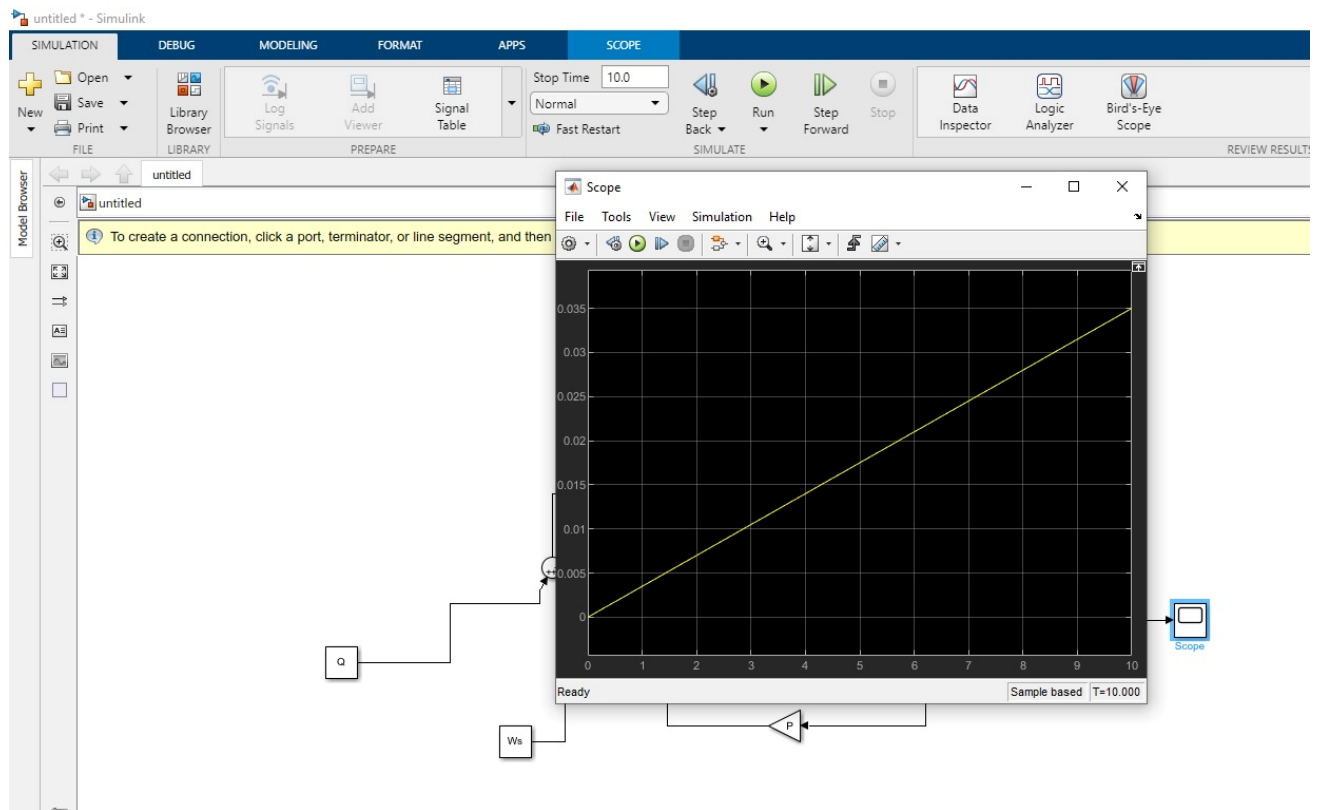 untitled * - Simulink
SIMULATION DEBUG MODELING FORMAT APPS SCOPE
New
Open
Save
Print
FILE
Library Browser
LIBRARY
Log Signals
Add Viewer
Signal Table
PREPARE
Stop Time 10.0
Normal
Fast Restart
Step Back
Run
Step Forward
Stop
SIMULATE
Data Inspector
Logic Analyzer
Bird's-Eye Scope
REVIEW RESULTS
Model Browser
untitled
untitled
To create a connection, click a port, terminator, or line segment, and then
Scope
File Tools View Simulation Help
0.035
0.03
0.025
0.02
0.015
0.01
0.005
0
0 1 2 3 4 5 6 7 8 9 10
Ready Sample based T=10.000
Q
Ws
P
Scope